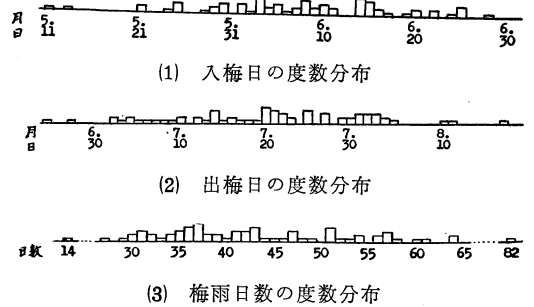 月 5. 5. 5. 6. 6. 6.
日 11 21 31 10 20 30
(1) 入梅日の度数分布
月 6. 7. 7. 7. 8.
日 30 10 20 30 10
(2) 出梅日の度数分布
日数 14 30 35 40 45 47 50 55 60 65 82
(3) 梅雨日数の度数分布